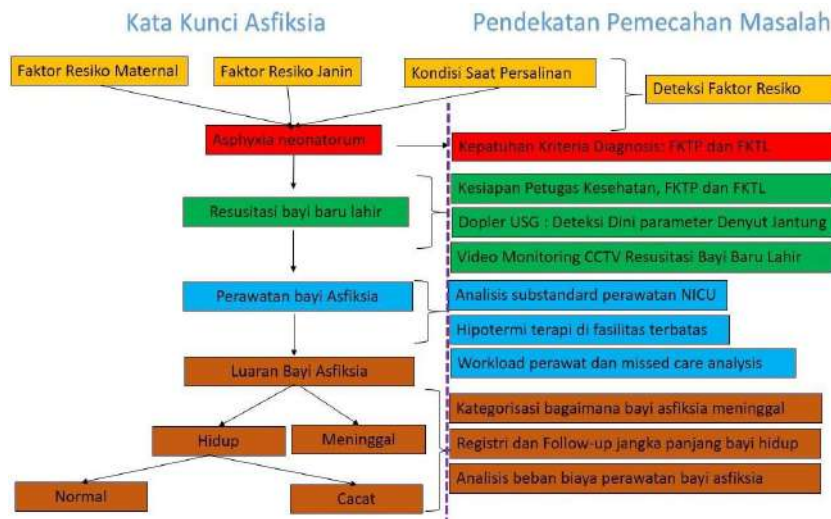 Kata Kunci Asfiksia
Pendekatan Pemecahan Masalah
Faktor Resiko Maternal
Faktor Resiko Janin
Kondisi Saat Persalinan
Deteksi Faktor Resiko
Asphyxia neonatorum
Kepatuhan Kriteria Diagnosis: FKTP dan FKTL
Resusitasi bayi baru lahir
Kesiapan Petugas Kesehatan, FKTP dan FKTL
Dopler USG : Deteksi Dini parameter Denyut Jantung
Video Monitoring CCTV Resusitasi Bayi Baru Lahir
Perawatan bayi Asfiksia
Analisis substandard perawatan NICU
Hipotermi terapi di fasilitas terbatas
Workload perawat dan missed care analysis
Luaran Bayi Asfiksia
Hidup
Meninggal
Normal
Cacat
Kategorisasi bagaimana bayi asfiksia meninggal
Registri dan Follow-up jangka panjang bayi hidup
Analisis beban biaya perawatan bayi asfiksia